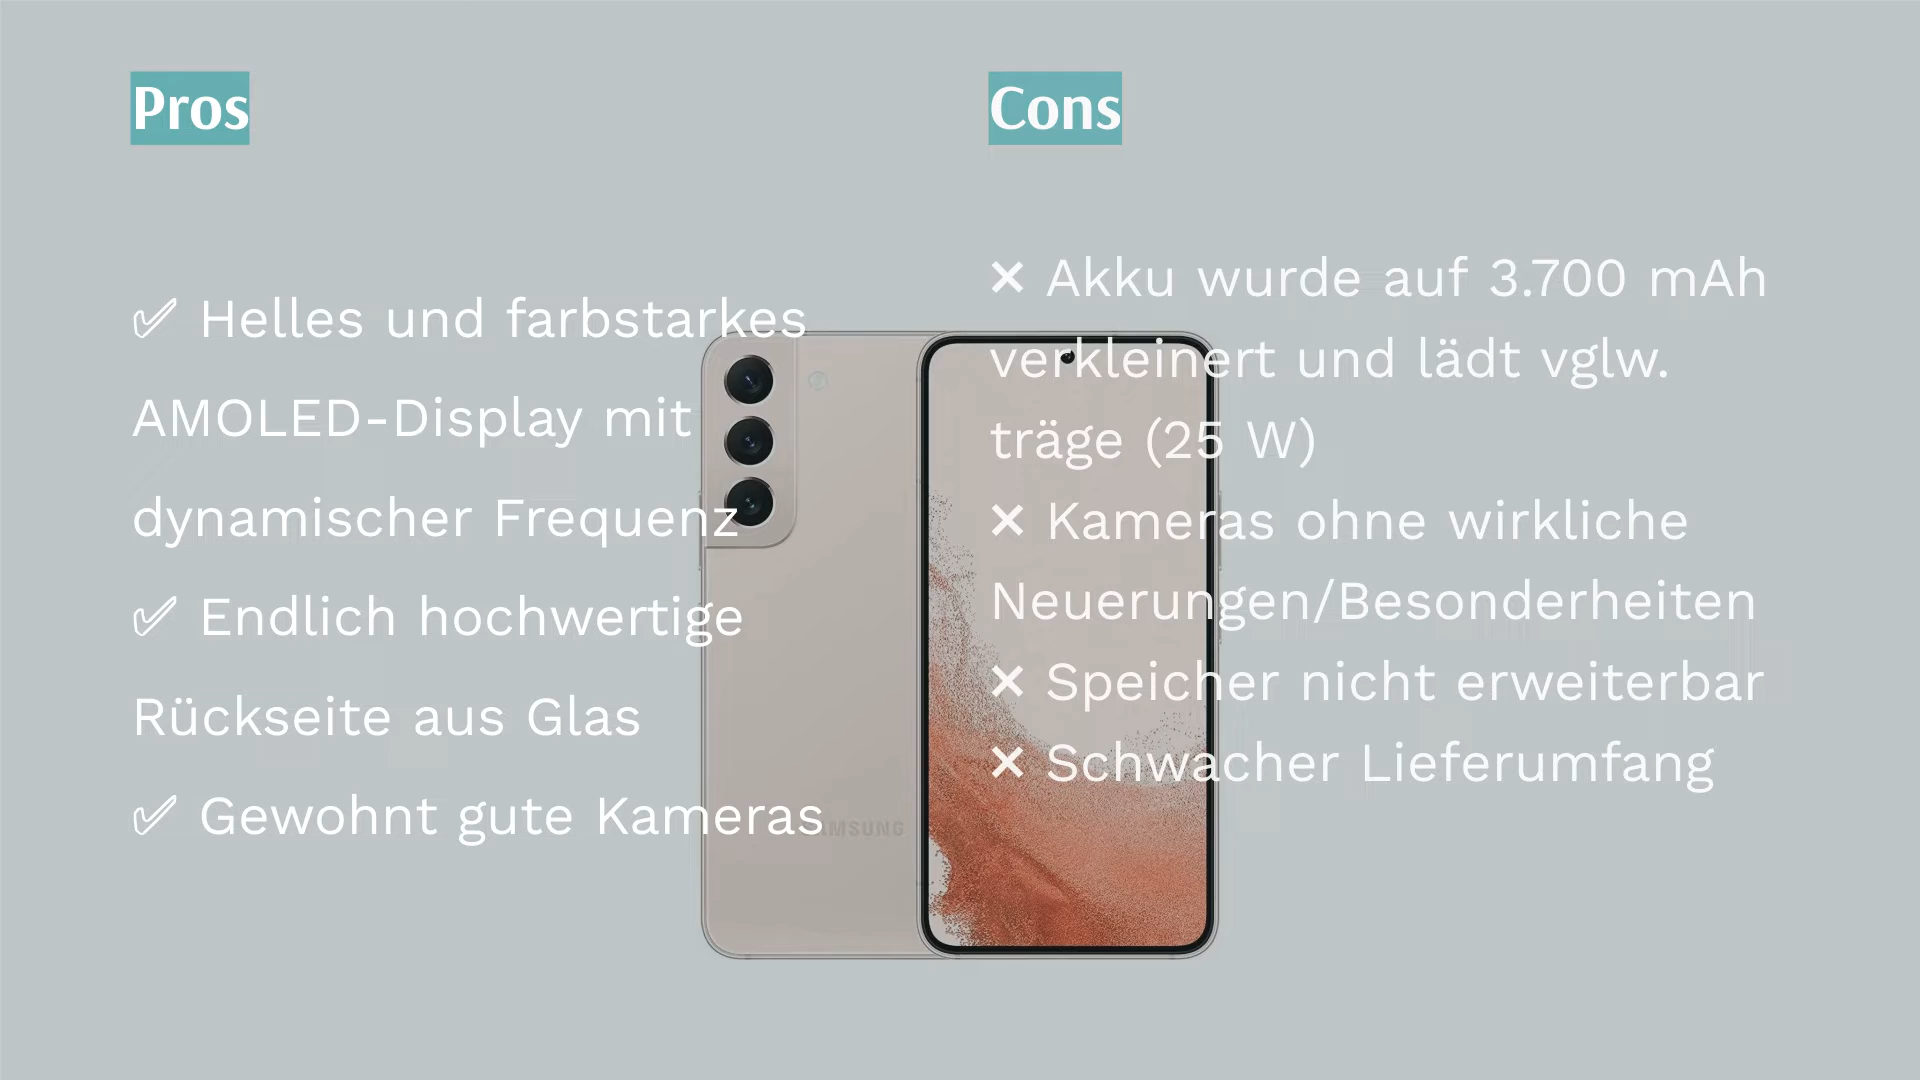 Pros
✅ Helles und farbstarkes
AMOLED-Display mit
dynamischer Frequenz
✅ Endlich hochwertige
Rückseite aus Glas
✅ Gewohnt gute Kameras
Cons
❌ Akku wurde auf 3.700 mAh
verkleinert und lädt vglw.
träge (25 W)
❌ Kameras ohne wirkliche
Neuerungen/Besonderheiten
❌ Speicher nicht erweiterbar
❌ Schwacher Lieferumfang